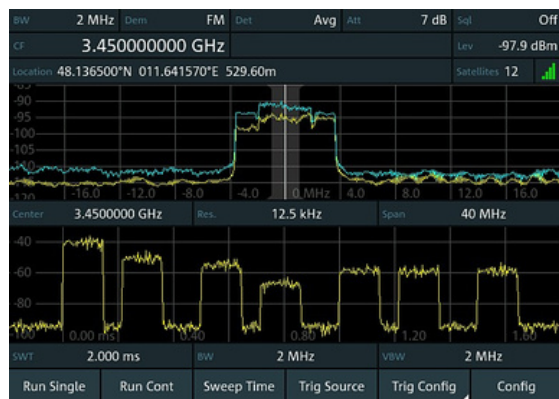 BW 2 MHz Dem FM Det Avg Att 7 dB Sql Off
CF 3.450000000 GHz Lev -97.9 dBm
Location 48.136500°N 011.641570°E 529.60m Satellites 12
-85
-90
-95
-100
-105
-110
-115
-120 -16.0 -12.0 -8.0 -4.0 0 MHz 4.0 8.0 12.0 16.0
Center 3.4500000 GHz Res. 12.5 kHz Span 40 MHz
-40
-60
-80
-100 0.00 ms 0.40 0.80 1.20 1.60
SWT 2.000 ms BW 2 MHz VBW 2 MHz
Run Single Run Cont Sweep Time Trig Source Trig Config Config